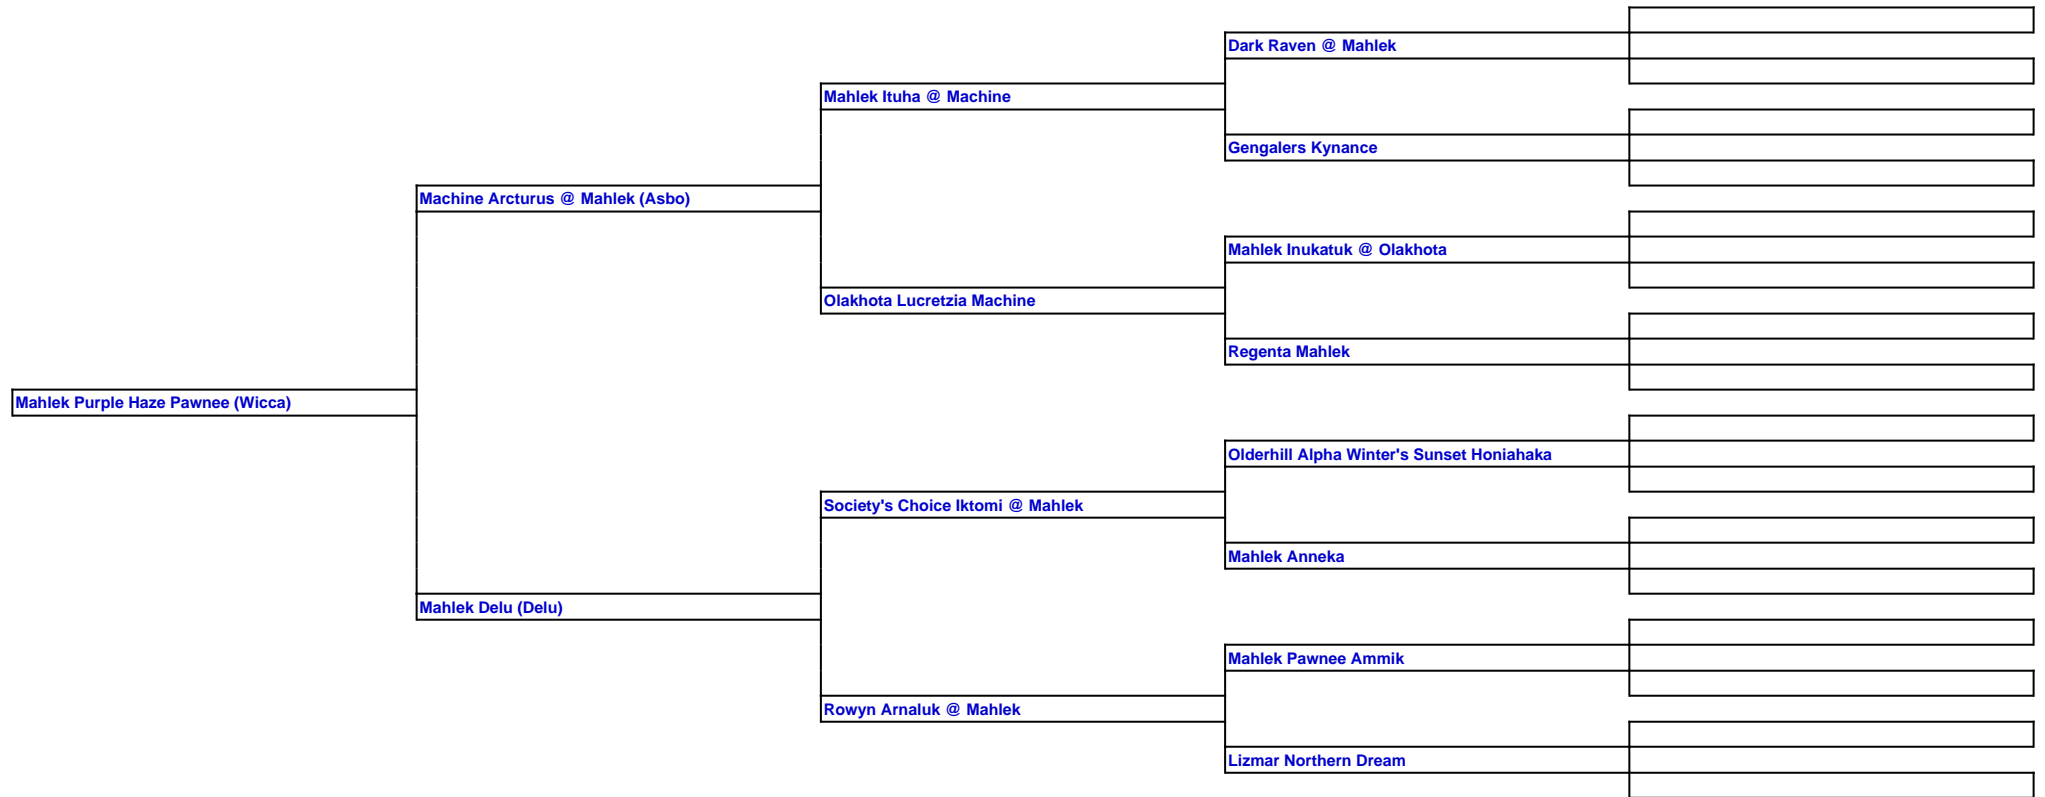 Dark Raven @ Mahlek
Mahlek Ituha @ Machine
Gengalers Kynance
Machine Arcturus @ Mahlek (Asbo)
Mahlek Inukatuk @ Olakhota
Olakhota Lucretzia Machine
Regenta Mahlek
Mahlek Purple Haze Pawnee (Wicca)
Olderhill Alpha Winter's Sunset Honiahaka
Society's Choice Iktomi @ Mahlek
Mahlek Anneka
Mahlek Delu (Delu)
Mahlek Pawnee Ammik
Rowyn Arnaluk @ Mahlek
Lizmar Northern Dream